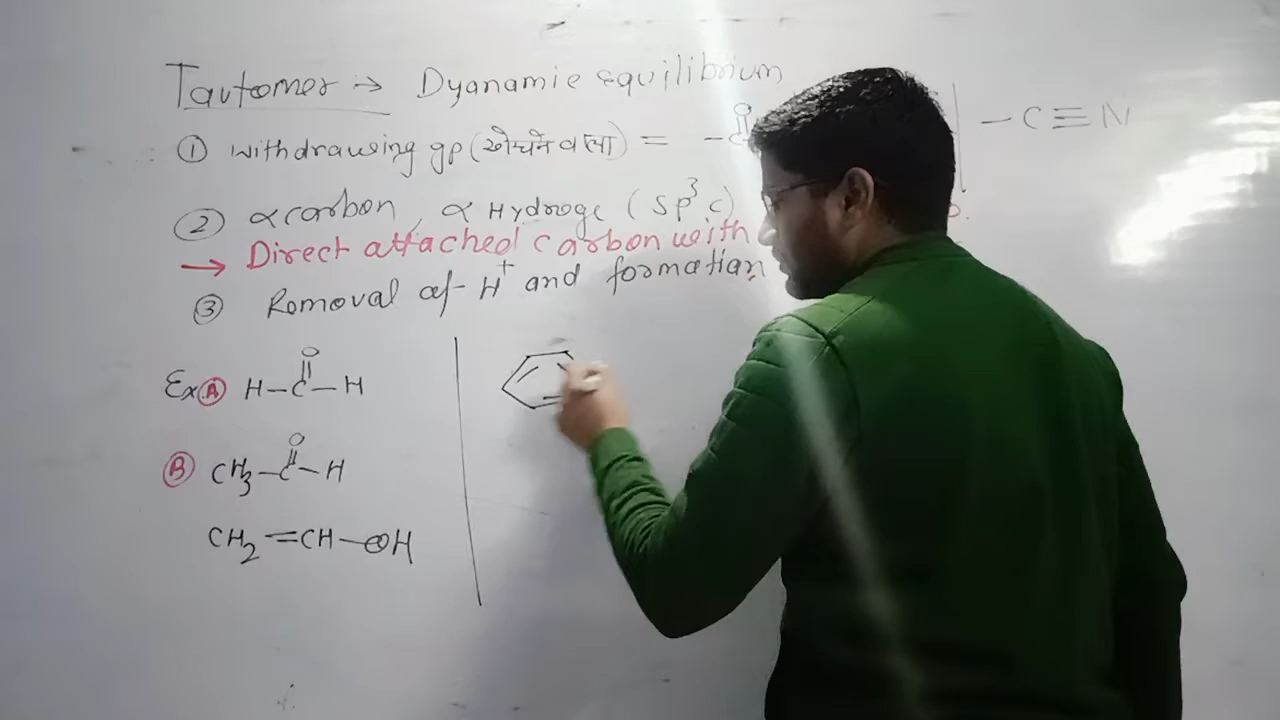 Tautomer → Dyanamic equilibrium
① withdrawing gp (खींचने वाला) = -C | -C≡N
② α carbon, α Hydroge (Sp³ C)
→ Direct attached carbon with
③ Removal of H⁺ and formation
Ex Ⓐ H-C(=O)-H
Ⓑ CH₃-C(=O)-H
CH₂=CH-OH